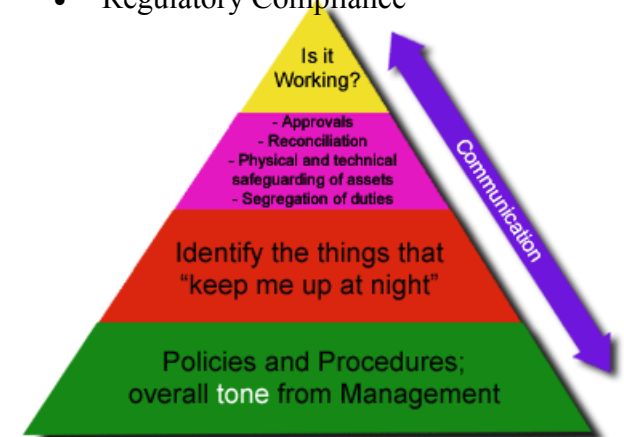 • Regulatory Compliance
Is it
Working?
- Approvals
- Reconciliation
- Physical and technical
safeguarding of assets
- Segregation of duties
Communication
Identify the things that
“keep me up at night”
Policies and Procedures;
overall tone from Management